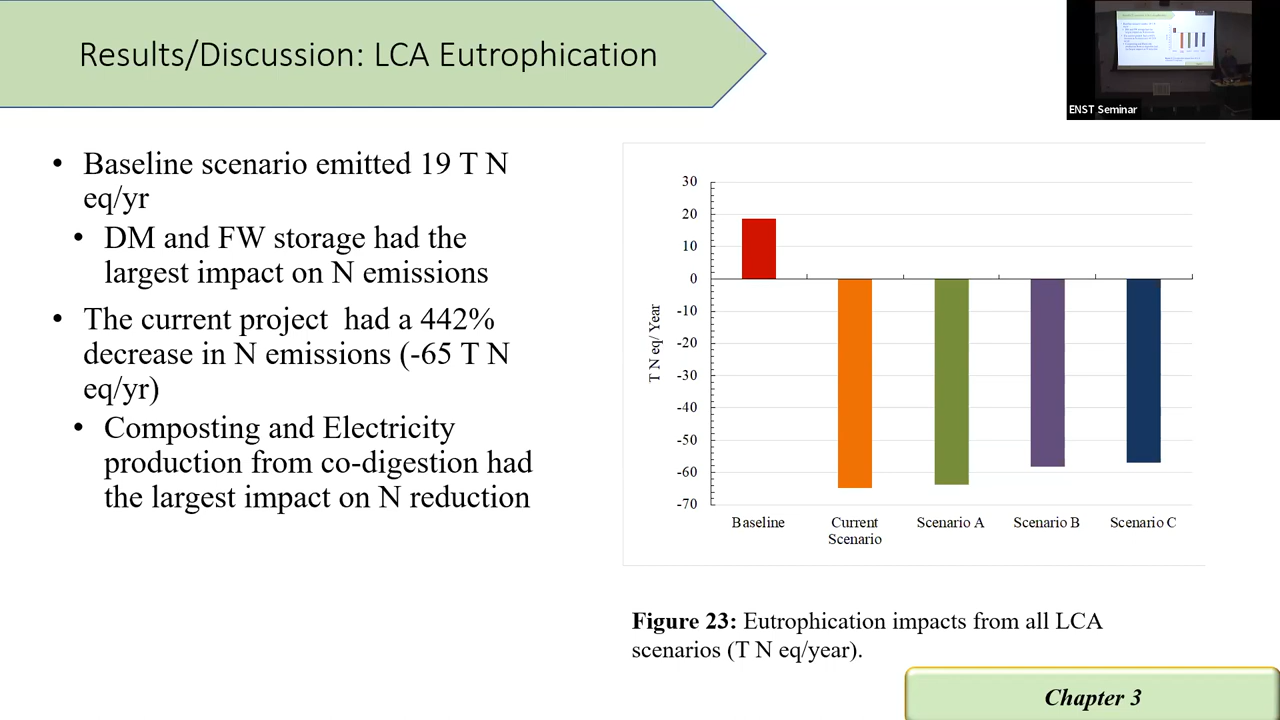 Results/Discussion: LCA Eutrophication
ENST Seminar
• Baseline scenario emitted 19 T N
eq/yr
• DM and FW storage had the
largest impact on N emissions
• The current project had a 442%
decrease in N emissions (-65 T N
eq/yr)
• Composting and Electricity
production from co-digestion had
the largest impact on N reduction
30
20
10
0
-10
-20
-30
-40
-50
-60
-70
T N eq/ Year
Baseline
Current
Scenario
Scenario A
Scenario B
Scenario C
Figure 23: Eutrophication impacts from all LCA
scenarios (T N eq/year).
Chapter 3